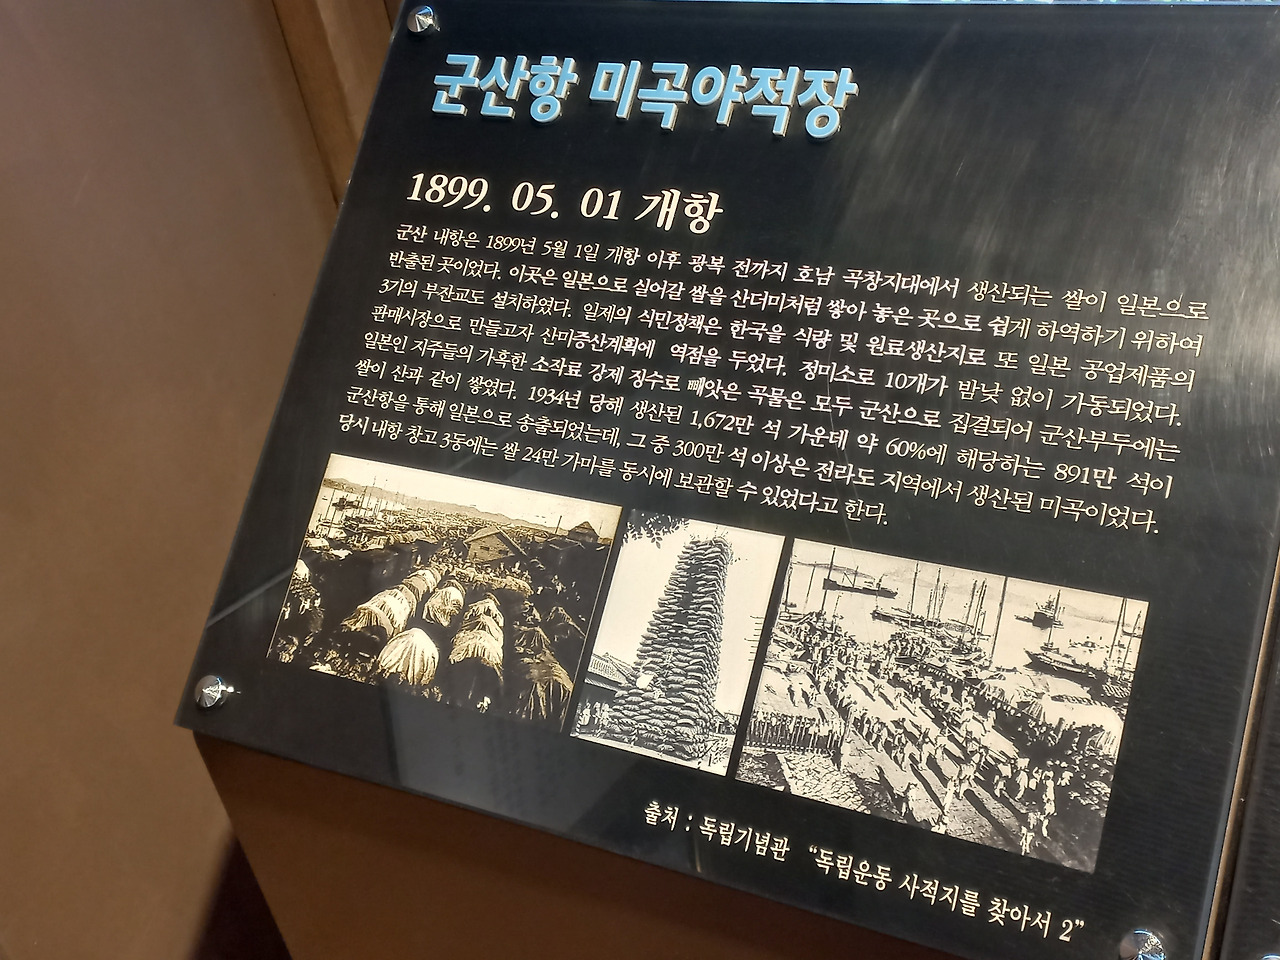 군산항 미곡야적장
1899. 05. 01 개항
군산 내항은 1899년 5월 1일 개항 이후 광복 전까지 호남 곡창지대에서 생산되는 쌀이 일본으로
반출된 곳이었다. 이곳은 일본으로 실어갈 쌀을 산더미처럼 쌓아 놓은 곳으로 쉽게 하역하기 위하여
3기의 부잔교도 설치하였다. 일제의 식민정책은 한국을 식량 및 원료생산지로 또 일본 공업제품의
판매시장으로 만들고자 산미증산계획에 역점을 두었다. 정미소로 10개가 밤낮 없이 가동되었다.
일본인 지주들의 가혹한 소작료 강제 징수로 빼앗은 곡물은 모두 군산으로 집결되어 군산부두에는
쌀이 산과 같이 쌓였다. 1934년 당해 생산된 1,672만 석 가운데 약 60%에 해당하는 891만 석이
군산항을 통해 일본으로 송출되었는데, 그 중 300만 석 이상은 전라도 지역에서 생산된 미곡이었다.
당시 내항 창고 3동에는 쌀 24만 가마를 동시에 보관할 수 있었다고 한다.
출처 : 독립기념관 “독립운동 사적지를 찾아서 2”